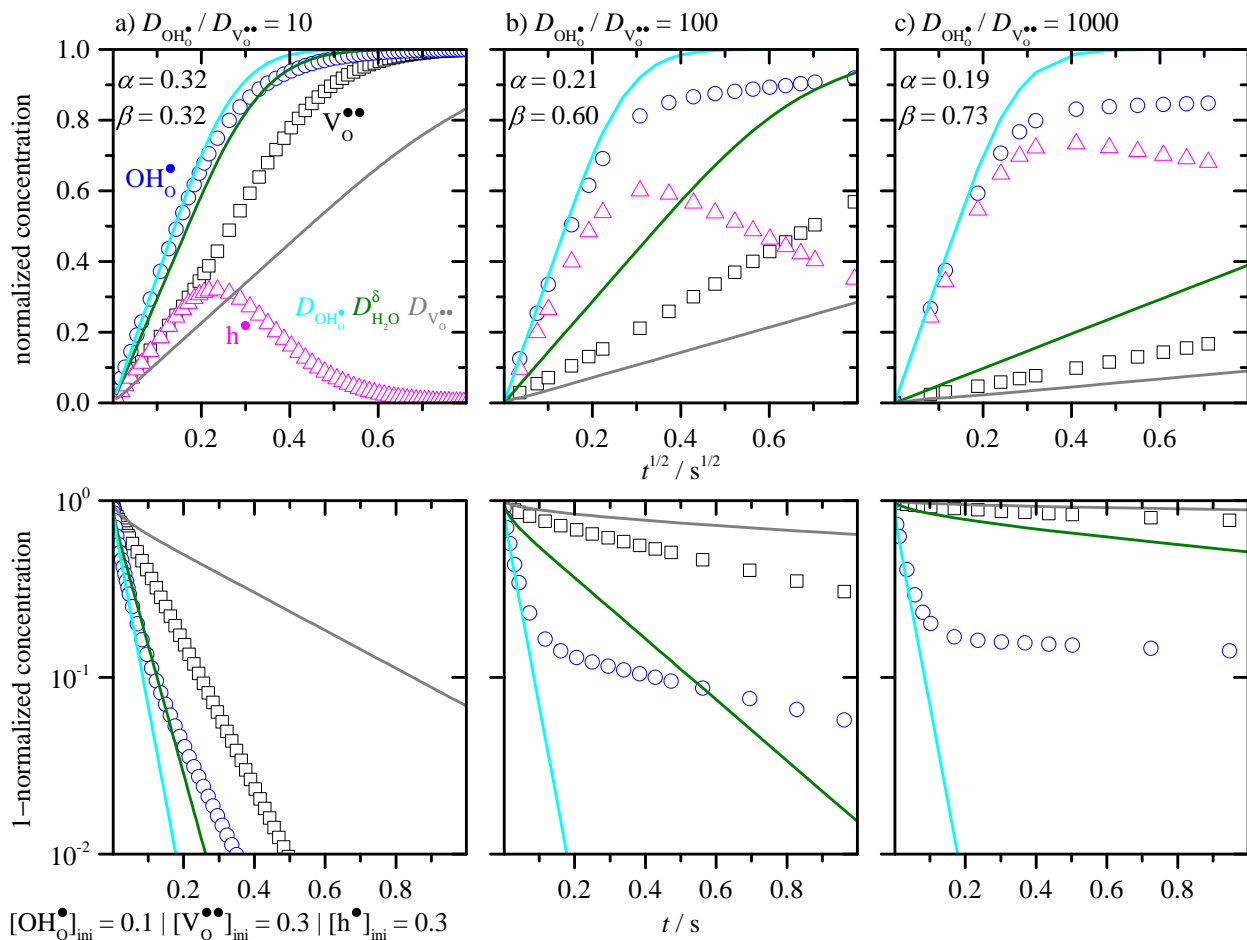 a) D_OH_O^• / D_V_O^•• = 10
b) D_OH_O^• / D_V_O^•• = 100
c) D_OH_O^• / D_V_O^•• = 1000
normalized concentration
1.0
0.8
0.6
0.4
0.2
0.0
α = 0.32
β = 0.32
V_O^••
OH_O^•
h^•
D_OH_O^• D_H₂O^δ D_V_O^••
α = 0.21
β = 0.60
α = 0.19
β = 0.73
0.2 0.4 0.6
0.2 0.4 0.6
0.2 0.4 0.6
t^1/2 / s^1/2
1−normalized concentration
10^0
10^-1
10^-2
0.2 0.4 0.6 0.8
0.2 0.4 0.6 0.8
0.2 0.4 0.6 0.8
t / s
[OH_O^•]_ini = 0.1 | [V_O^••]_ini = 0.3 | [h^•]_ini = 0.3